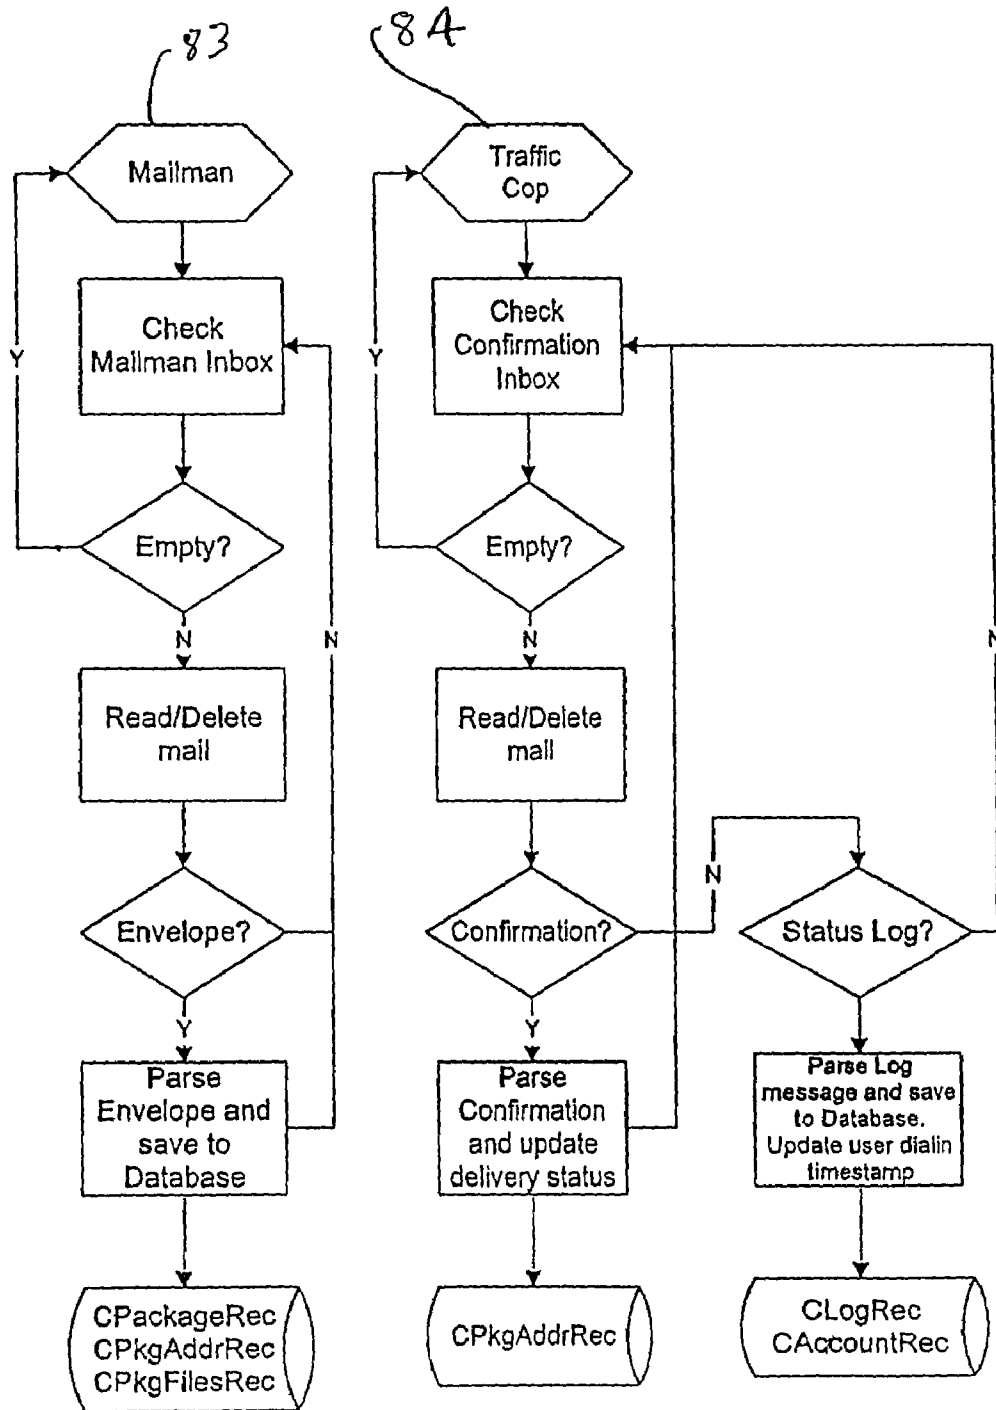 83
84
Mailman
Check
Mailman Inbox
Y
Empty?
N
N
Read/Delete
mail
Envelope?
Y
Parse
Envelope and
save to
Database
CPackageRec
CPkgAddrRec
CPkgFilesRec
Traffic
Cop
Check
Confirmation
Inbox
Y
Empty?
N
Read/Delete
mail
Confirmation?
N
Y
Parse
Confirmation
and update
delivery status
CPkgAddrRec
N
Status Log?
Parse Log
message and save
to Database.
Update user dialin
timestamp
CLogRec
CAccountRec